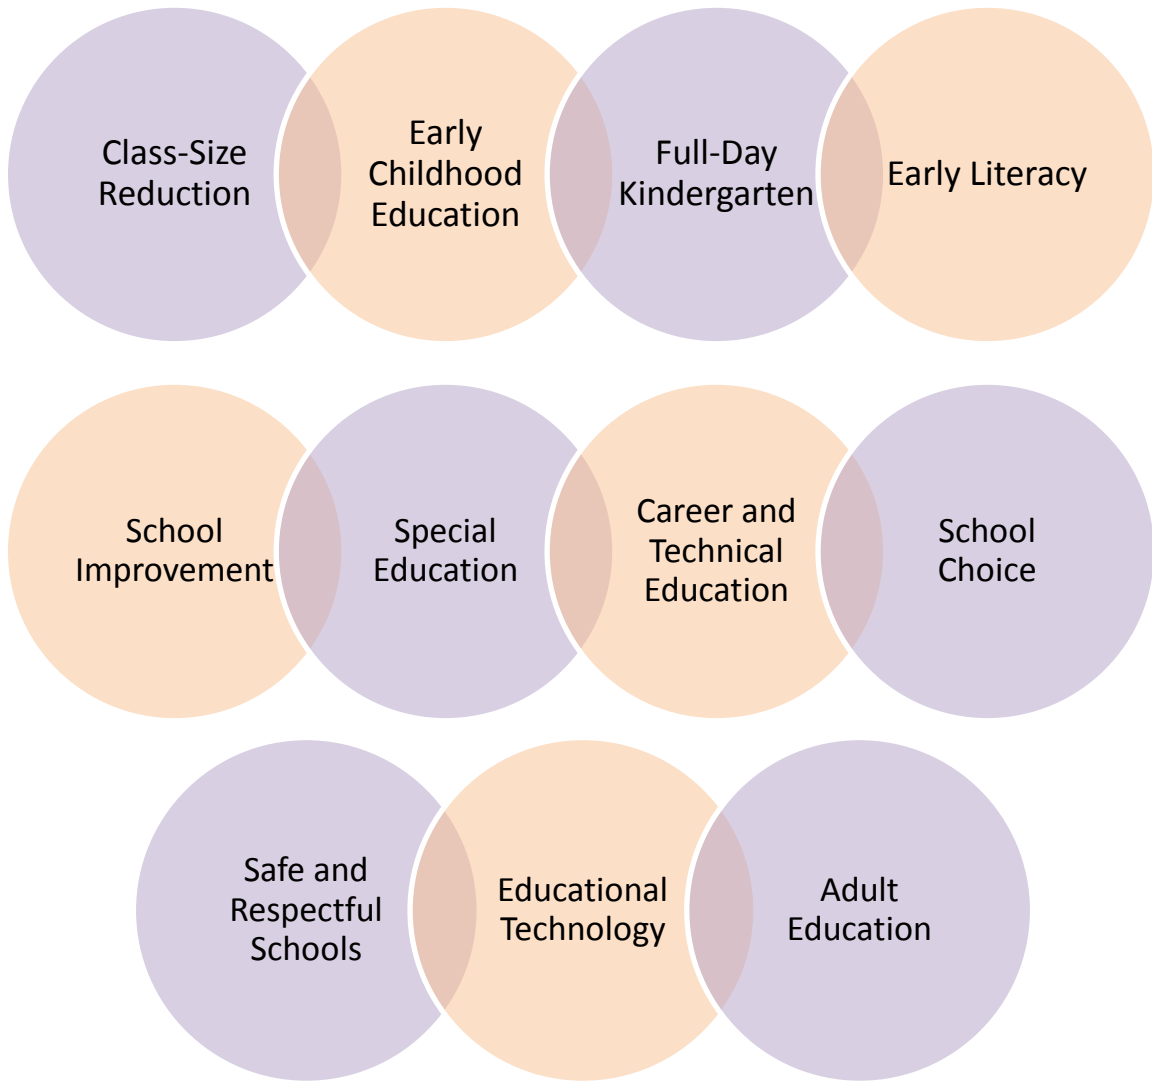 Class-Size
Reduction
Early
Childhood
Education
Full-Day
Kindergarten
Early Literacy
School
Improvement
Special
Education
Career and
Technical
Education
School
Choice
Safe and
Respectful
Schools
Educational
Technology
Adult
Education